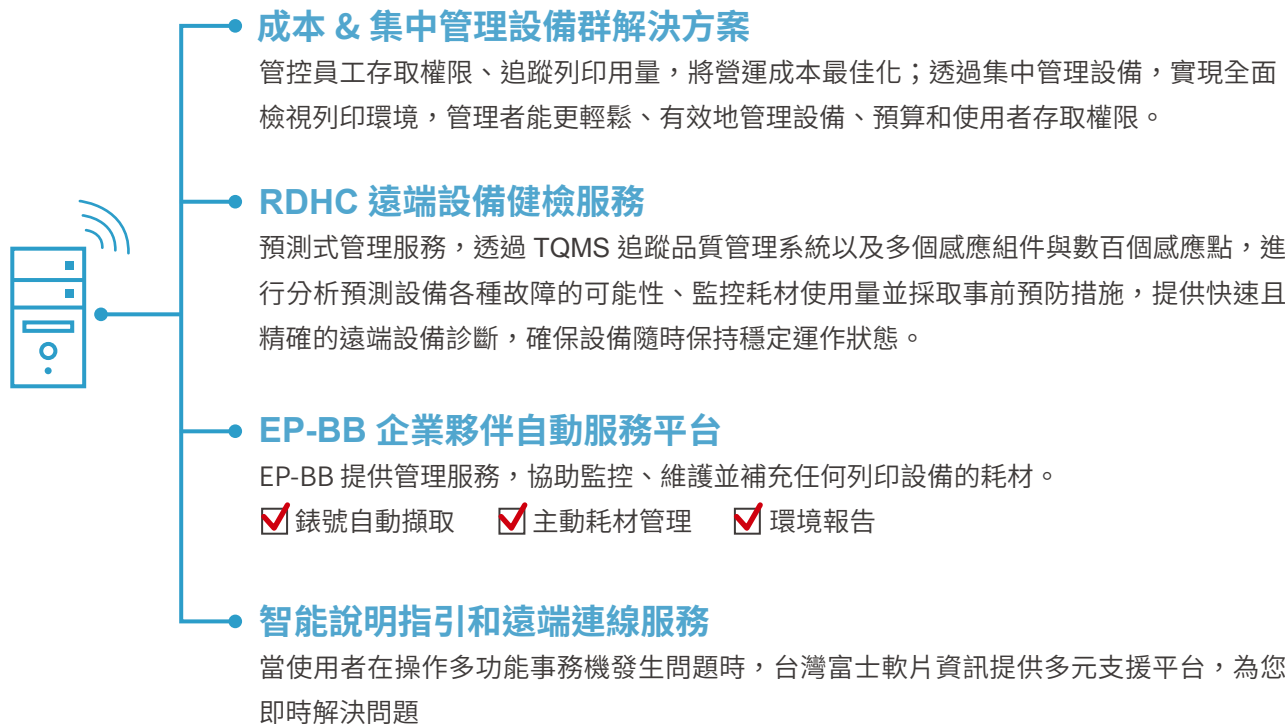 成本 & 集中管理設備群解決方案
管控員工存取權限、追蹤列印用量，將營運成本最佳化；透過集中管理設備，實現全面
檢視列印環境，管理者能更輕鬆、有效地管理設備、預算和使用者存取權限。
RDHC 遠端設備健檢服務
預測式管理服務，透過 TQMS 追蹤品質管理系統以及多個感應組件與數百個感應點，進
行分析預測設備各種故障的可能性、監控耗材使用量並採取事前預防措施，提供快速且
精確的遠端設備診斷，確保設備隨時保持穩定運作狀態。
EP-BB 企業夥伴自動服務平台
EP-BB 提供管理服務，協助監控、維護並補充任何列印設備的耗材。
錶號自動擷取 主動耗材管理 環境報告
智能說明指引和遠端連線服務
當使用者在操作多功能事務機發生問題時，台灣富士軟片資訊提供多元支援平台，為您
即時解決問題